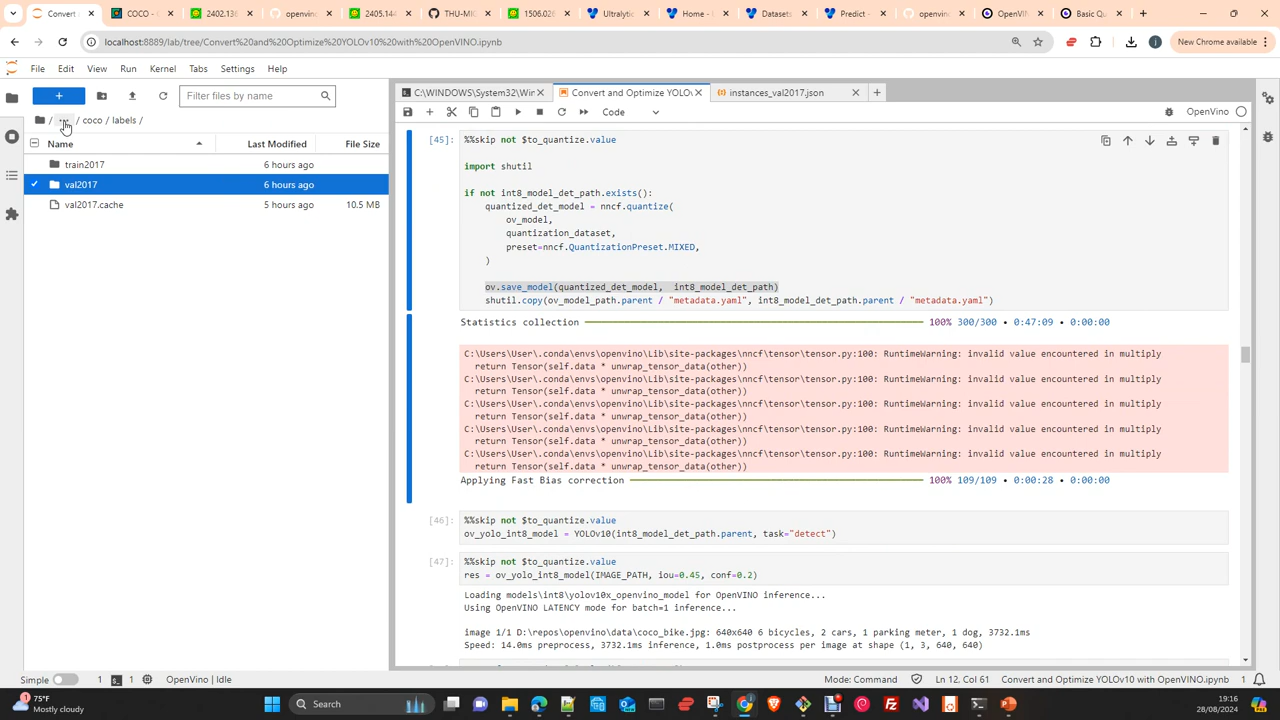 Convert a
COCO -
2402.13
openvin
2405.144
THU-MIC
1506.026
Ultralytic
Home -
Datasets
Predict -
openvin
OpenVIN
Basic Qu
localhost:8889/lab/tree/Convert%20and%20Optimize%20YOLOv10%20with%20OpenVINO.ipynb
New Chrome available
File Edit View Run Kernel Tabs Settings Help
Filter files by name
C:\WINDOWS\System32\Win
Convert and Optimize YOLOv
instances_val2017.json
Code
OpenVino
/ ... / coco / labels /
Name Last Modified File Size
train2017 6 hours ago
val2017 6 hours ago
val2017.cache 5 hours ago 10.5 MB
[45]: %%skip not $to_quantize.value
import shutil
if not int8_model_det_path.exists():
quantized_det_model = nncf.quantize(
ov_model,
quantization_dataset,
preset=nncf.QuantizationPreset.MIXED,
)
ov.save_model(quantized_det_model,  int8_model_det_path)
shutil.copy(ov_model_path.parent / "metadata.yaml", int8_model_det_path.parent / "metadata.yaml")
Statistics collection 100% 300/300 • 0:47:09 • 0:00:00
C:\Users\User\.conda\envs\openvino\Lib\site-packages\nncf\tensor\tensor.py:100: RuntimeWarning: invalid value encountered in multiply
return Tensor(self.data * unwrap_tensor_data(other))
C:\Users\User\.conda\envs\openvino\Lib\site-packages\nncf\tensor\tensor.py:100: RuntimeWarning: invalid value encountered in multiply
return Tensor(self.data * unwrap_tensor_data(other))
C:\Users\User\.conda\envs\openvino\Lib\site-packages\nncf\tensor\tensor.py:100: RuntimeWarning: invalid value encountered in multiply
return Tensor(self.data * unwrap_tensor_data(other))
C:\Users\User\.conda\envs\openvino\Lib\site-packages\nncf\tensor\tensor.py:100: RuntimeWarning: invalid value encountered in multiply
return Tensor(self.data * unwrap_tensor_data(other))
C:\Users\User\.conda\envs\openvino\Lib\site-packages\nncf\tensor\tensor.py:100: RuntimeWarning: invalid value encountered in multiply
return Tensor(self.data * unwrap_tensor_data(other))
Applying Fast Bias correction 100% 109/109 • 0:00:28 • 0:00:00
[46]: %%skip not $to_quantize.value
ov_yolo_int8_model = YOLOv10(int8_model_det_path.parent, task="detect")
[47]: %%skip not $to_quantize.value
res = ov_yolo_int8_model(IMAGE_PATH, iou=0.45, conf=0.2)
Loading models\int8\yolov10x_openvino_model for OpenVINO inference...
Using OpenVINO LATENCY mode for batch=1 inference...
image 1/1 D:\repos\openvino\data\coco_bike.jpg: 640x640 6 bicycles, 2 cars, 1 parking meter, 1 dog, 3732.1ms
Speed: 14.0ms preprocess, 3732.1ms inference, 1.0ms postprocess per image at shape (1, 3, 640, 640)
Simple 1 1 OpenVino | Idle Mode: Command Ln 12, Col 61 Convert and Optimize YOLOv10 with OpenVINO.ipynb 1
75°F
Mostly cloudy
Search
19:16
28/08/2024